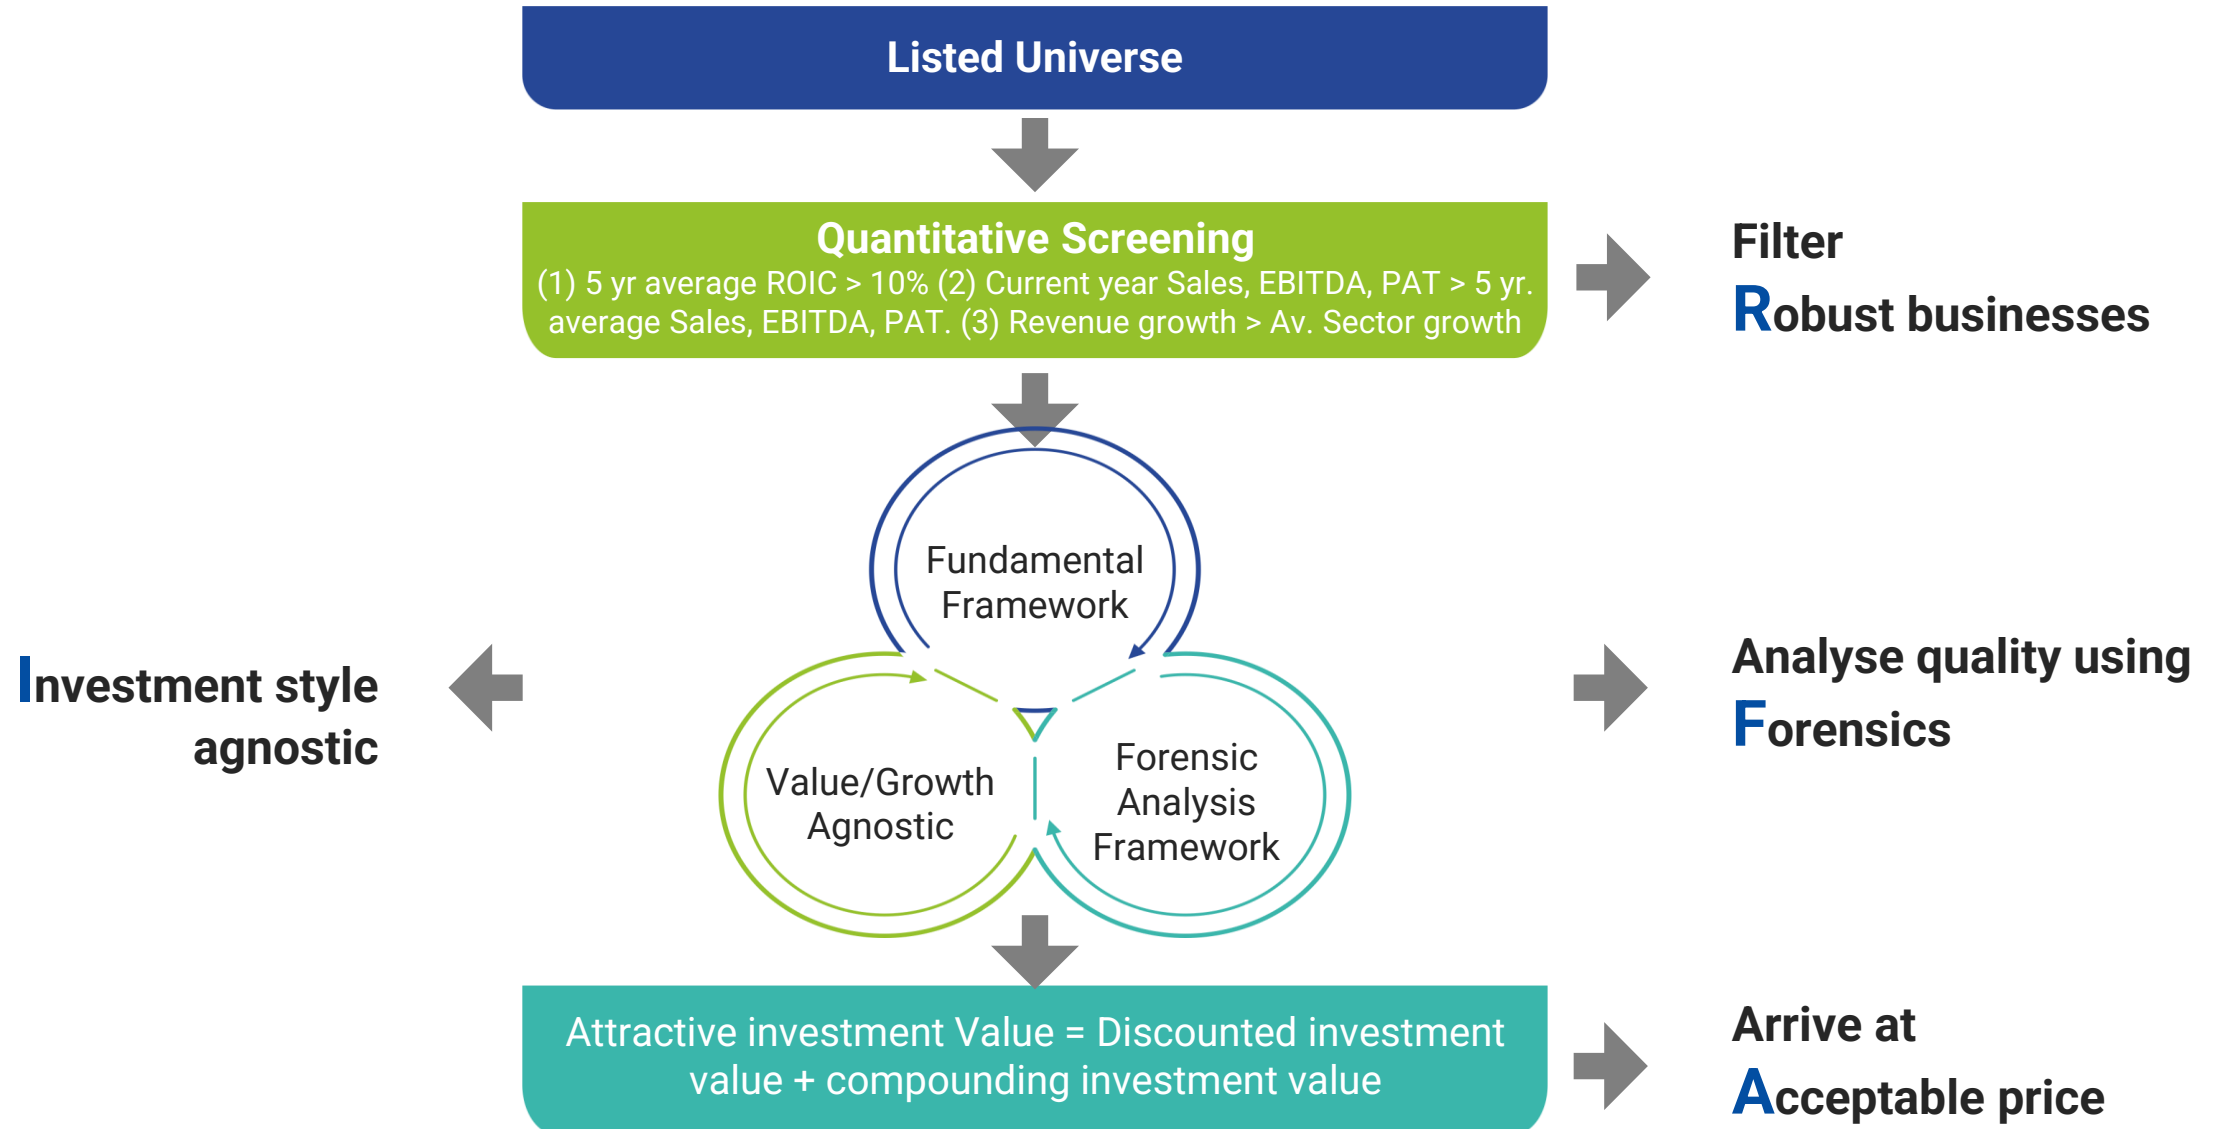 Listed Universe
Quantitative Screening
(1) 5 yr average ROIC > 10% (2) Current year Sales, EBITDA, PAT > 5 yr.
average Sales, EBITDA, PAT. (3) Revenue growth > Av. Sector growth
Filter
Robust businesses
Fundamental
Framework
Investment style
agnostic
Value/Growth
Agnostic
Forensic
Analysis
Framework
Analyse quality using
Forensics
Attractive investment Value = Discounted investment
value + compounding investment value
Arrive at
Acceptable price